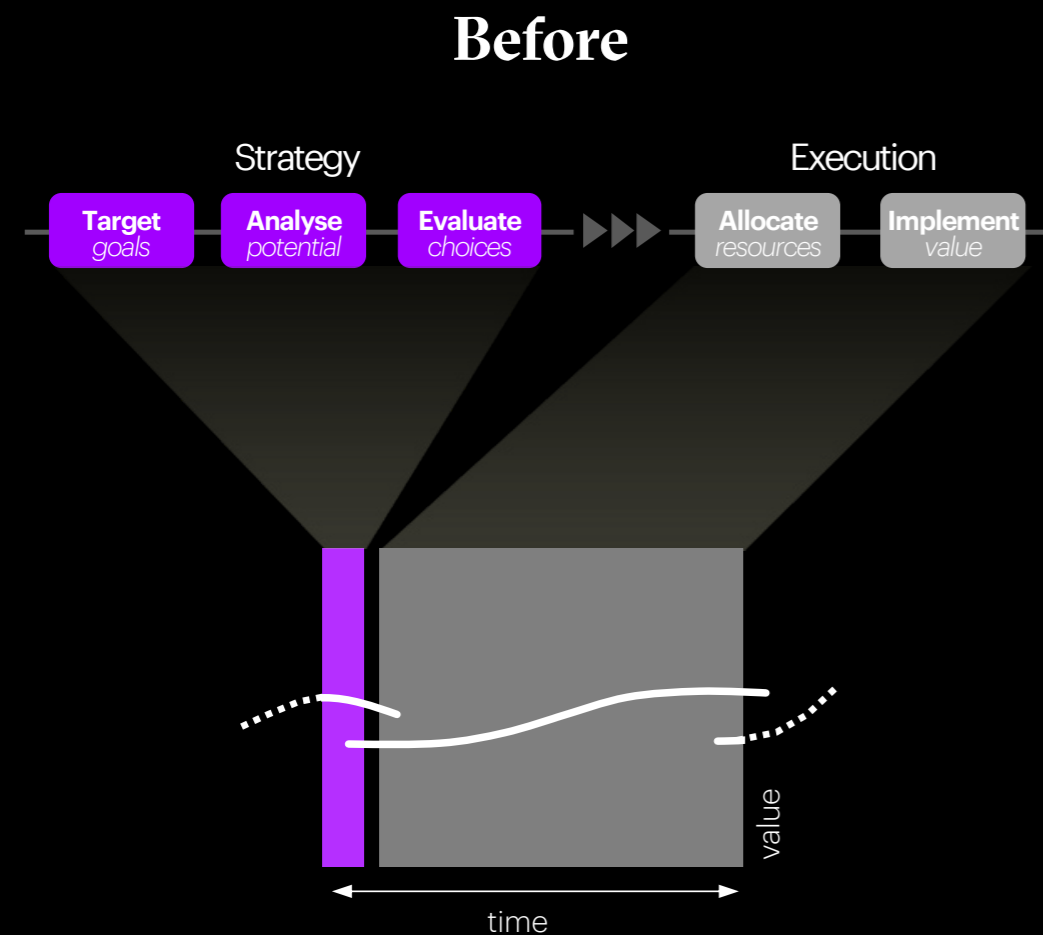 Before
Strategy
Execution
Target
goals
Analyse
potential
Evaluate
choices
Allocate
resources
Implement
value
value
time